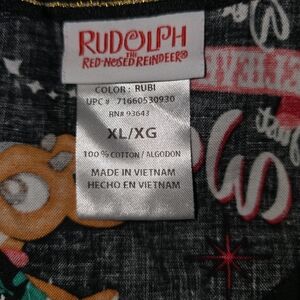 RUDOLPH
THE
RED-NOSED REINDEER®
COLOR: RUBI
UPC # 71660530930
RN# 93643
XL/XG
100% COTTON / ALGODON
MADE IN VIETNAM
HECHO EN VIETNAM